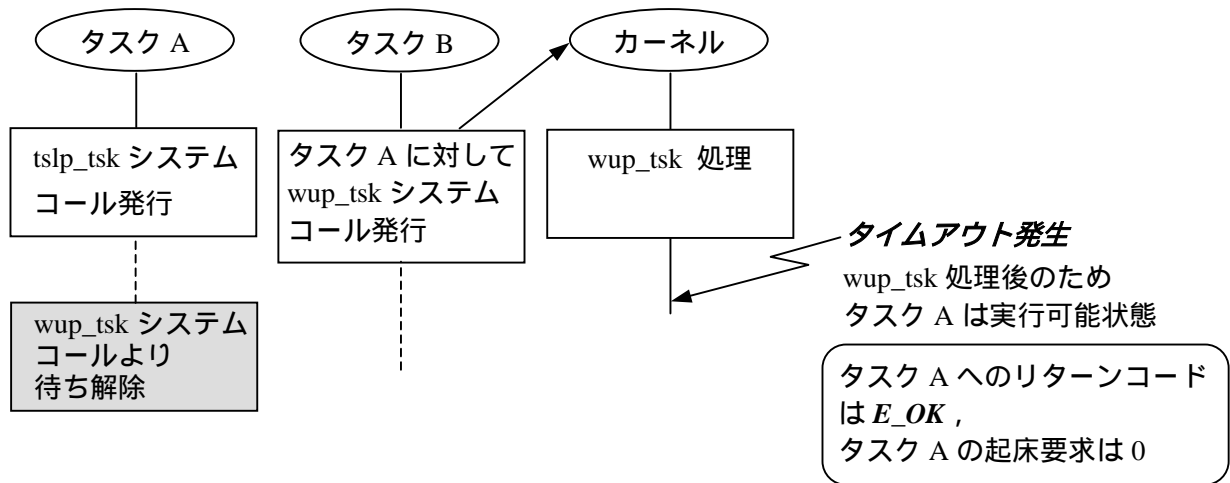 タスク A
タスク B
カーネル
tslp_tsk システム
コール発行
タスク A に対して
wup_tsk システム
コール発行
wup_tsk 処理
タイムアウト発生
wup_tsk 処理後のため
タスク A は実行可能状態
wup_tsk システム
コールより
待ち解除
タスク A へのリターンコード
は E_OK ,
タスク A の起床要求は 0